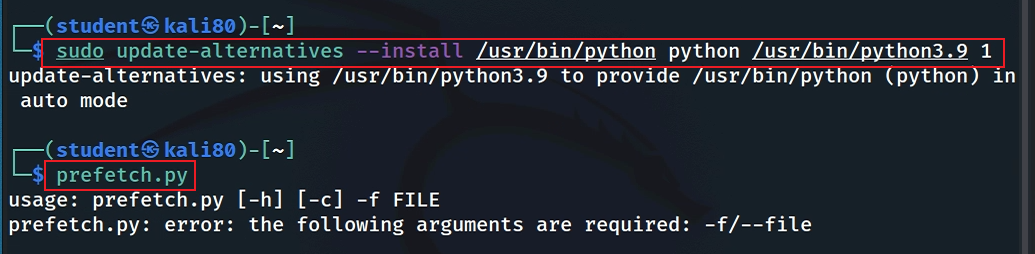 ┌──(student㉿kali80)-[~]
└─$ sudo update-alternatives --install /usr/bin/python python /usr/bin/python3.9 1
update-alternatives: using /usr/bin/python3.9 to provide /usr/bin/python (python) in
 auto mode
┌──(student㉿kali80)-[~]
└─$ prefetch.py
usage: prefetch.py [-h] [-c] -f FILE
prefetch.py: error: the following arguments are required: -f/--file